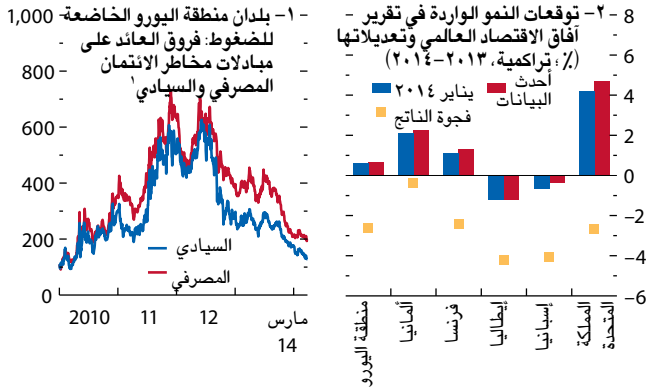 ١- بلدان منطقة اليورو الخاضعة
للضغوط: فروق العائد على
مبادلات مخاطر الائتمان
المصرفي والسيادي١
1,000
800
600
400
200
0
السيادي
المصرفي
2010
11
12
مارس
14
٢- توقعات النمو الواردة في تقرير
آفاق الاقتصاد العالمي وتعديلاتها
(٪؛ تراكمية، ٢٠١٣-٢٠١٤)
يناير ٢٠١٤
أحدث
البيانات
فجوة الناتج
8
6
4
2
0
−2
−4
−6
منطقة اليورو
ألمانيا
فرنسا
إيطاليا
إسبانيا
المملكة
المتحدة